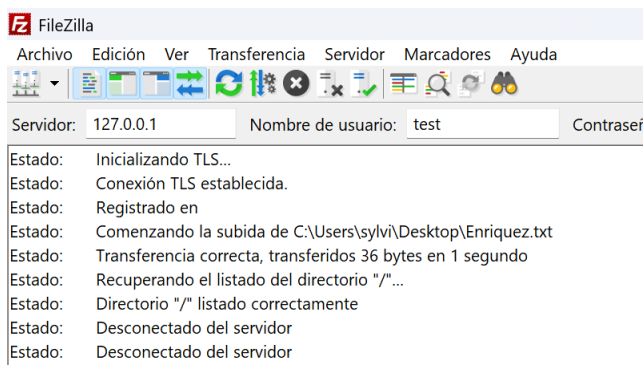 FileZilla
Archivo Edición Ver Transferencia Servidor Marcadores Ayuda
Servidor: 127.0.0.1 Nombre de usuario: test Contraseñ
Estado: Inicializando TLS...
Estado: Conexión TLS establecida.
Estado: Registrado en
Estado: Comenzando la subida de C:\Users\sylvi\Desktop\Enriquez.txt
Estado: Transferencia correcta, transferidos 36 bytes en 1 segundo
Estado: Recuperando el listado del directorio "/"...
Estado: Directorio "/" listado correctamente
Estado: Desconectado del servidor
Estado: Desconectado del servidor